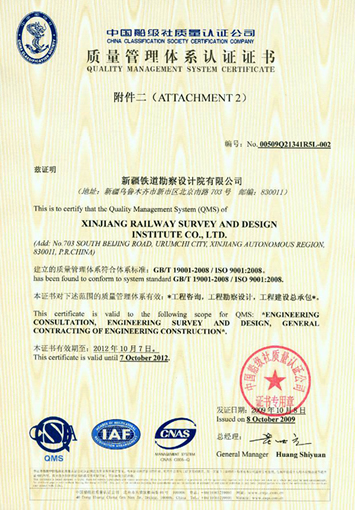 中国船级社质量认证公司
CHINA CLASSIFICATION SOCIETY CERTIFICATION COMPANY
质量管理体系认证证书
QUALITY MANAGEMENT SYSTEM CERTIFICATE
附件二（ATTACHMENT 2）
编号: No. 00509Q21341R5L-002
兹证明
新疆铁道勘察设计院有限公司
（地址：新疆乌鲁木齐市新市区北京南路 703 号 邮编：830011）
This is to certify that the Quality Management System (QMS) of
XINJIANG RAILWAY SURVEY AND DESIGN
INSTITUTE CO., LTD.
(Add: No.703 SOUTH BEIJING ROAD, URUMCHI CITY, XINJIANG AUTONOMOUS REGION,
830011, P.R.CHINA)
建立的质量管理体系符合体系标准: GB/T 19001-2008 / ISO 9001:2008.
has been found to conform to system standard GB/T 19001-2008 / ISO 9001:2008.
本证书对下述范围的质量管理体系有效：*工程咨询，工程勘察设计，工程建设总承包*.
This certificate is valid to the following scope for QMS: *ENGINEERING
CONSULTATION, ENGINEERING SURVEY AND DESIGN, GENERAL
CONTRACTING OF ENGINEERING CONSTRUCTION*.
本证书有效期至：2012 年 10 月 7 日.
This certificate is valid until 7 October 2012.
中国船级社质量认证公司
证书专用章
发证日期: 2009 年 10 月 8 日
Issued on 8 October 2009
总经理:
General Manager Huang Shiyuan
CSQA
QMS
IAF
CNAS
MANAGEMENT SYSTEM